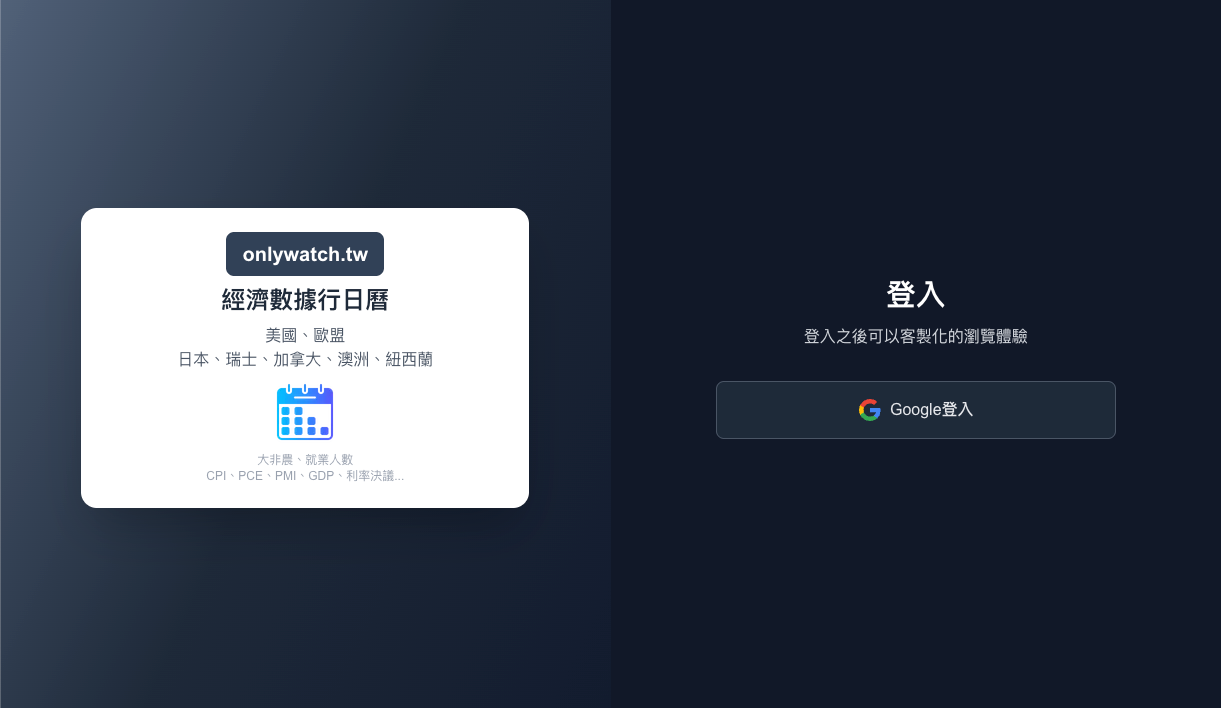 onlywatch.tw
經濟數據行日曆
美國、歐盟
日本、瑞士、加拿大、澳洲、紐西蘭
大非農、就業人數
CPI、PCE、PMI、GDP、利率決議...
登入
登入之後可以客製化的瀏覽體驗
Google登入